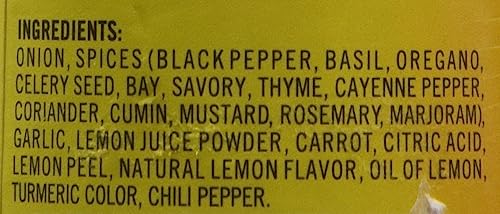 INGREDIENTS:
ONION, SPICES (BLACK PEPPER, BASIL, OREGANO,
CELERY SEED, BAY, SAVORY, THYME, CAYENNE PEPPER,
CORIANDER, CUMIN, MUSTARD, ROSEMARY, MARJORAM),
GARLIC, LEMON JUICE POWDER, CARROT, CITRIC ACID,
LEMON PEEL, NATURAL LEMON FLAVOR, OIL OF LEMON,
TURMERIC COLOR, CHILI PEPPER.